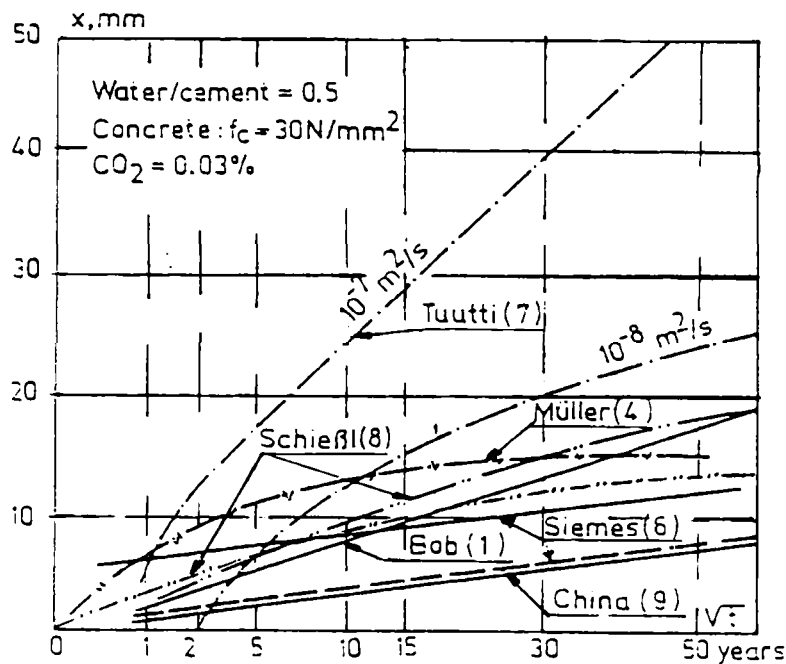 x,mm
50
Water/cement = 0.5
Concrete: fc = 30N/mm²
CO₂ = 0.03%
40
30
10⁻⁷ m²/s
Tuutti(7)
10⁻⁸ m²/s
20
Müller(4)
Schießl(8)
10
Siemes(6)
Bob(1)
China(9)
√t
0 1 2 5 10 15 30 50 years